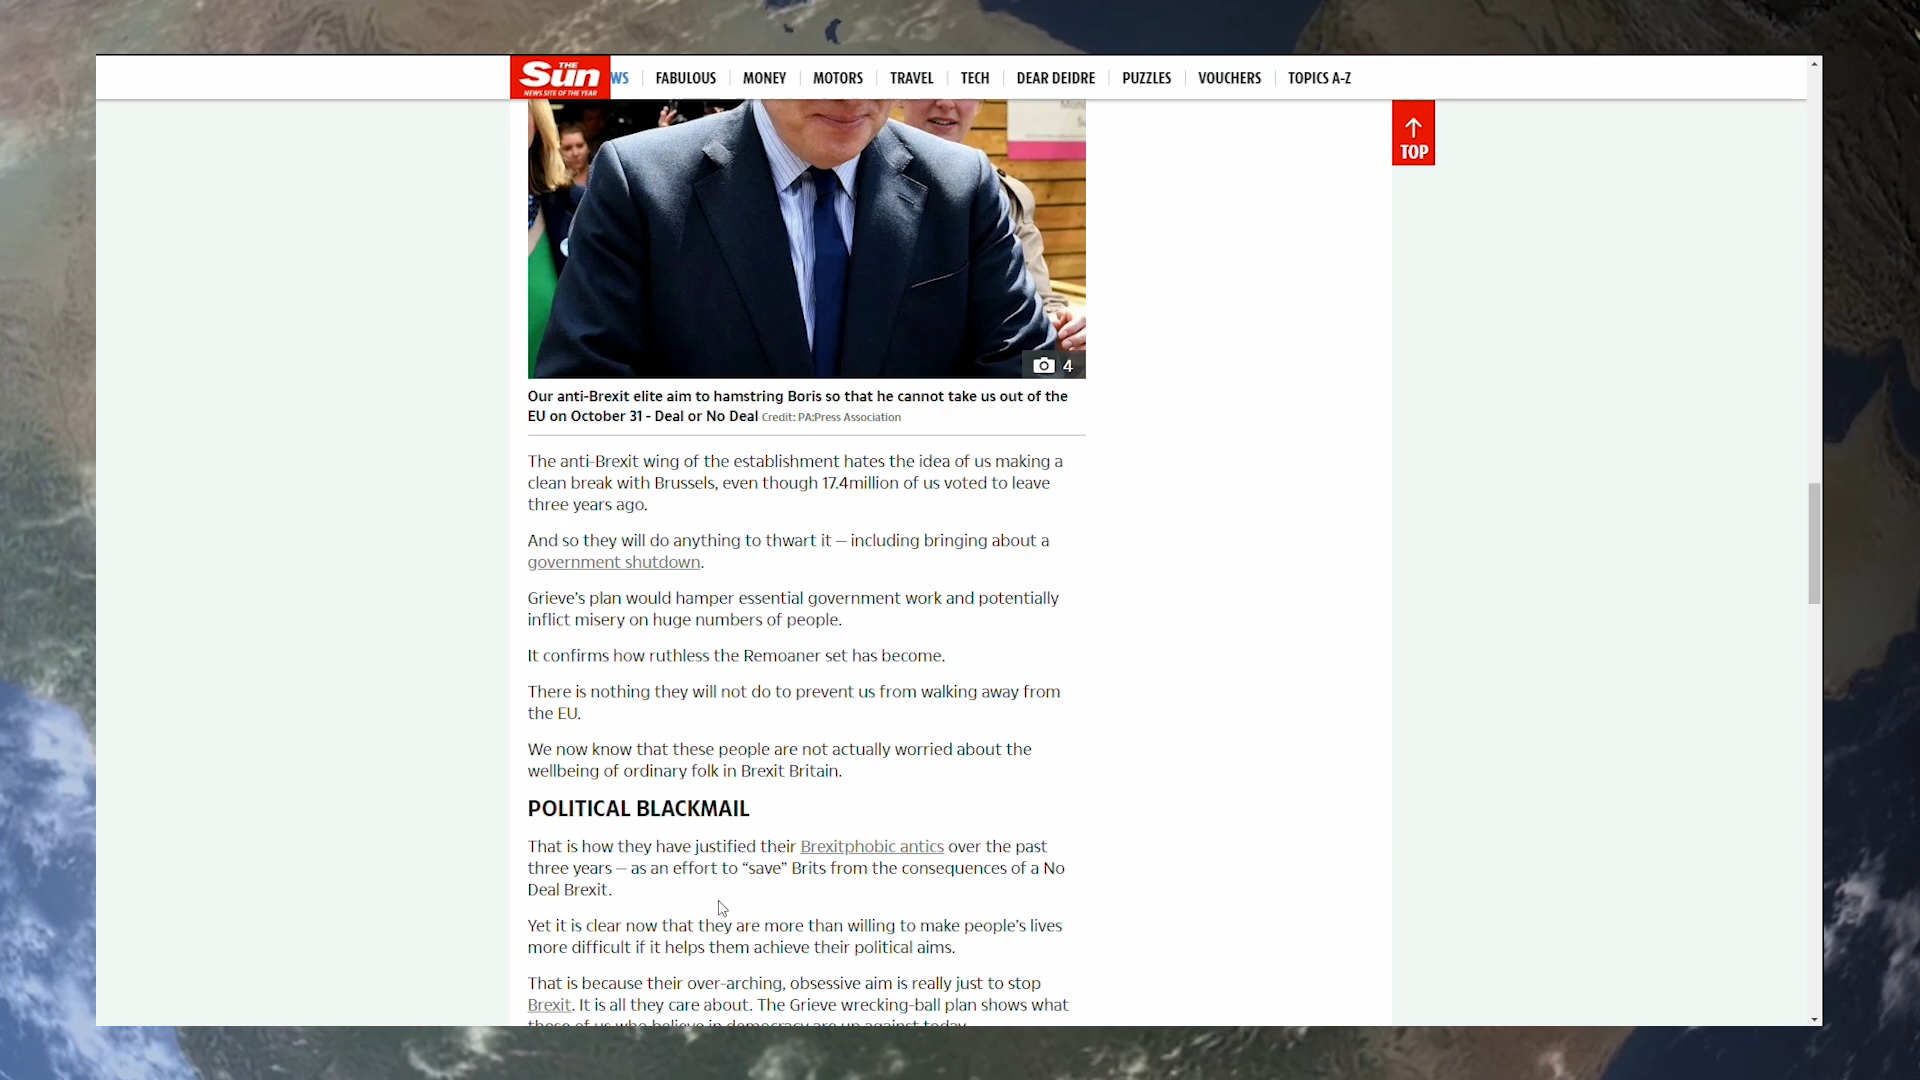 THE
Sun
NEWS SITE OF THE YEAR
WS
FABULOUS
MONEY
MOTORS
TRAVEL
TECH
DEAR DEIDRE
PUZZLES
VOUCHERS
TOPICS A-Z
TOP
4
Our anti-Brexit elite aim to hamstring Boris so that he cannot take us out of the
EU on October 31 - Deal or No Deal Credit: PA:Press Association
The anti-Brexit wing of the establishment hates the idea of us making a
clean break with Brussels, even though 17.4million of us voted to leave
three years ago.
And so they will do anything to thwart it – including bringing about a
government shutdown.
Grieve’s plan would hamper essential government work and potentially
inflict misery on huge numbers of people.
It confirms how ruthless the Remoaner set has become.
There is nothing they will not do to prevent us from walking away from
the EU.
We now know that these people are not actually worried about the
wellbeing of ordinary folk in Brexit Britain.
POLITICAL BLACKMAIL
That is how they have justified their Brexitphobic antics over the past
three years – as an effort to “save” Brits from the consequences of a No
Deal Brexit.
Yet it is clear now that they are more than willing to make people’s lives
more difficult if it helps them achieve their political aims.
That is because their over-arching, obsessive aim is really just to stop
Brexit. It is all they care about. The Grieve wrecking-ball plan shows what
those of us who believe in democracy are up against today.